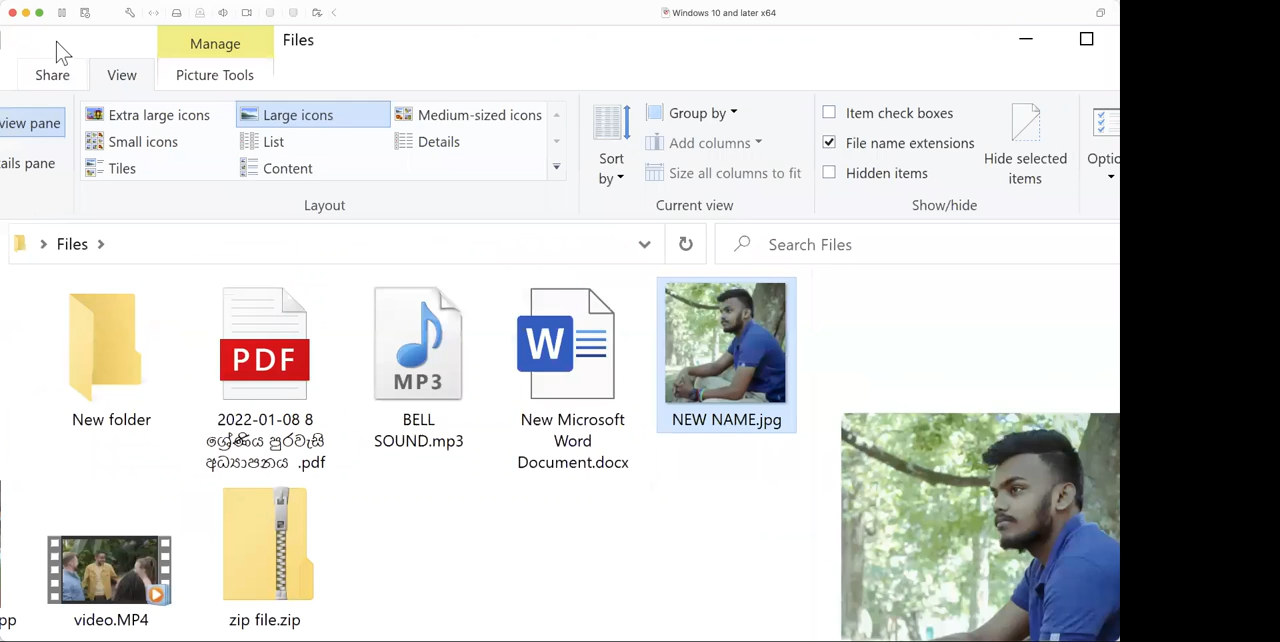 Windows 10 and later x64
Manage
Files
Share
View
Picture Tools
view pane
ails pane
Extra large icons
Large icons
Medium-sized icons
Small icons
List
Details
Tiles
Content
Layout
Sort
by
Group by
Add columns
Size all columns to fit
Current view
Item check boxes
File name extensions
Hidden items
Show/hide
Hide selected
items
Optio
Files
Search Files
PDF
MP3
W
New folder
2022-01-08 8
ශ්‍රේණිය පුරවැසි
අධ්‍යාපනය .pdf
BELL
SOUND.mp3
New Microsoft
Word
Document.docx
NEW NAME.jpg
pp
video.MP4
zip file.zip